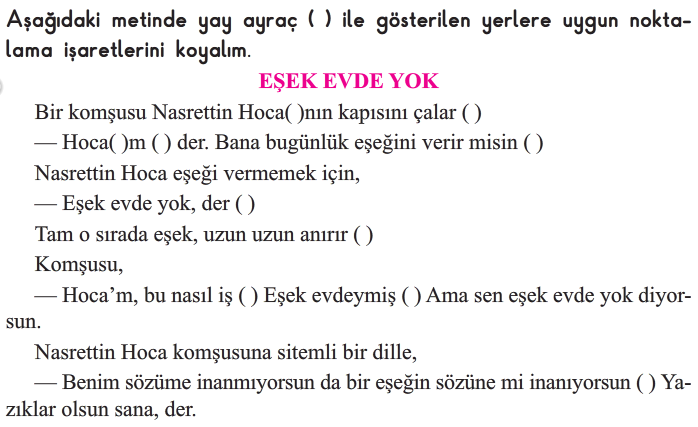 Aşağıdaki metinde yay ayraç ( ) ile gösterilen yerlere uygun nokta-
lama işaretlerini koyalım.
EŞEK EVDE YOK
Bir komşusu Nasrettin Hoca( )nın kapısını çalar ( )
— Hoca( )m ( ) der. Bana bugünlük eşeğini verir misin ( )
Nasrettin Hoca eşeği vermemek için,
— Eşek evde yok, der ( )
Tam o sırada eşek, uzun uzun anırır ( )
Komşusu,
— Hoca’m, bu nasıl iş ( ) Eşek evdeymiş ( ) Ama sen eşek evde yok diyor-
sun.
Nasrettin Hoca komşusuna sitemli bir dille,
— Benim sözüme inanmıyorsun da bir eşeğin sözüne mi inanıyorsun ( ) Ya-
zıklar olsun sana, der.